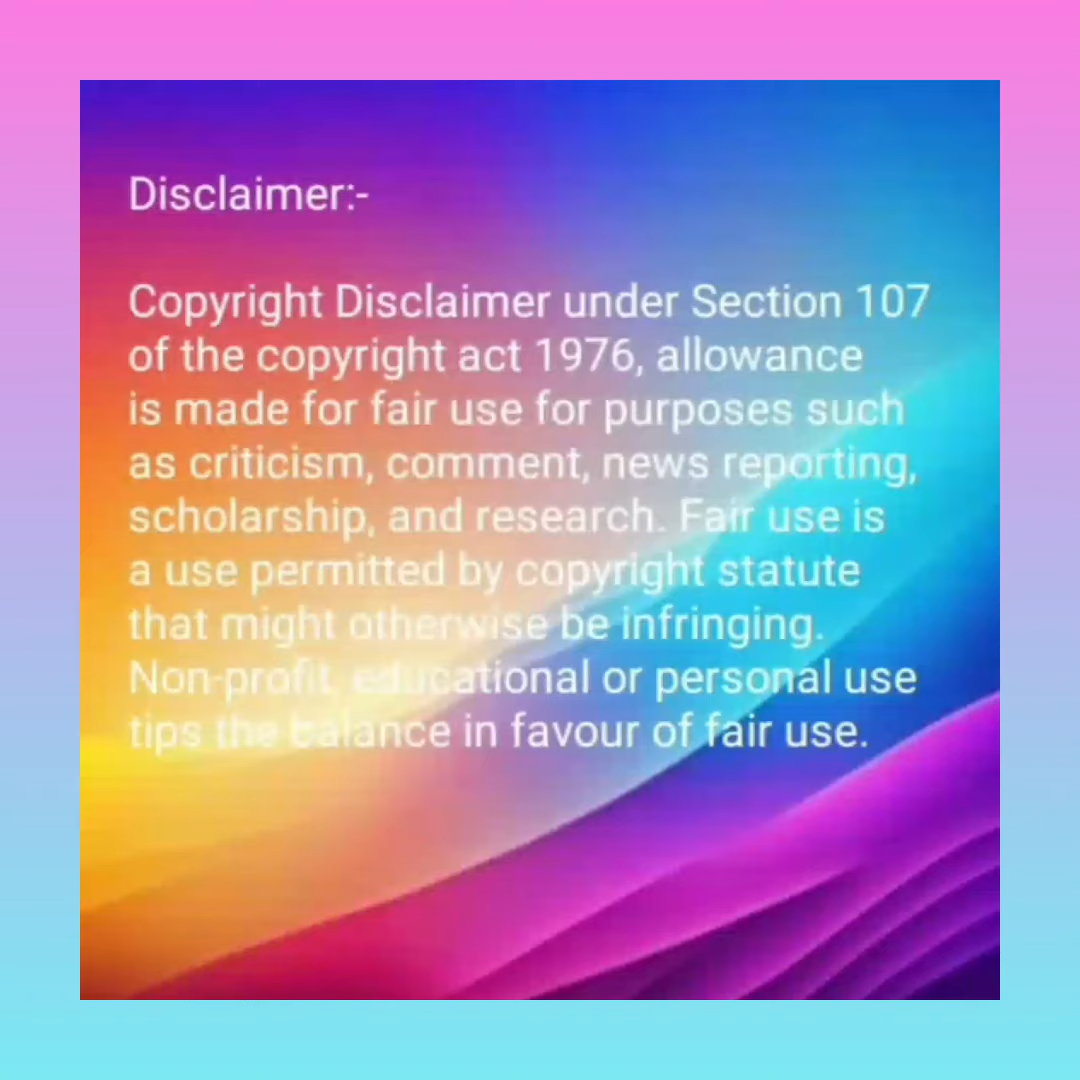 Disclaimer:-
Copyright Disclaimer under Section 107
of the copyright act 1976, allowance
is made for fair use for purposes such
as criticism, comment, news reporting,
scholarship, and research. Fair use is
a use permitted by copyright statute
that might otherwise be infringing.
Non-profit, educational or personal use
tips the balance in favour of fair use.